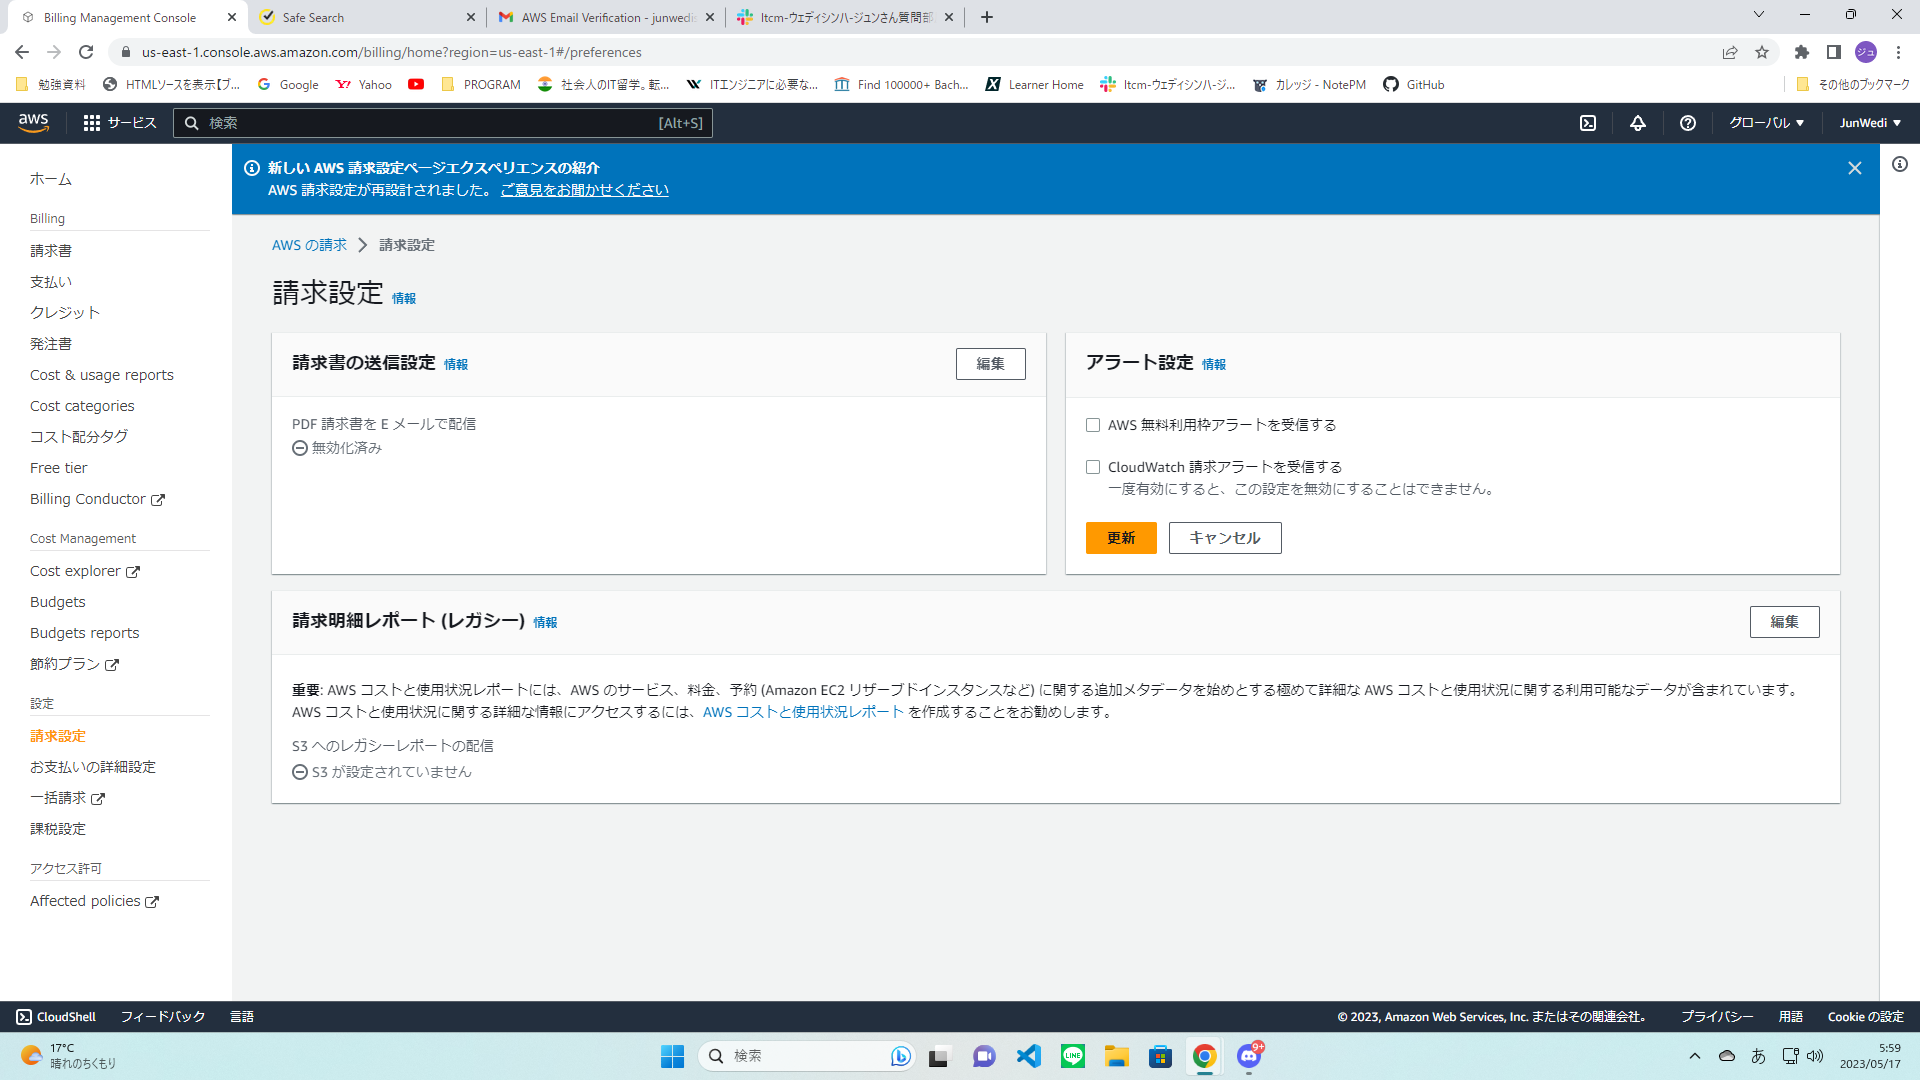 Billing Management Console
Safe Search
AWS Email Verification - junwedis
ltcm-ウェディシンハ-ジュンさん質問部
us-east-1.console.aws.amazon.com/billing/home?region=us-east-1#/preferences
ジュ
勉強資料
HTMLソースを表示【ブ...
Google
Yahoo
PROGRAM
社会人のIT留学。転...
ITエンジニアに必要な...
Find 100000+ Bach...
Learner Home
ltcm-ウェディシンハ-ジ...
カレッジ - NotePM
GitHub
その他のブックマーク
aws
サービス
検索
[Alt+S]
グローバル
JunWedi
ホーム
Billing
請求書
支払い
クレジット
発注書
Cost & usage reports
Cost categories
コスト配分タグ
Free tier
Billing Conductor
Cost Management
Cost explorer
Budgets
Budgets reports
節約プラン
設定
請求設定
お支払いの詳細設定
一括請求
課税設定
アクセス許可
Affected policies
新しい AWS 請求設定ページエクスペリエンスの紹介
AWS 請求設定が再設計されました。 ご意見をお聞かせください
AWS の請求 > 請求設定
請求設定 情報
請求書の送信設定 情報
編集
PDF 請求書を E メールで配信
無効化済み
アラート設定 情報
AWS 無料利用枠アラートを受信する
CloudWatch 請求アラートを受信する
一度有効にすると、この設定を無効にすることはできません。
更新
キャンセル
請求明細レポート (レガシー) 情報
編集
重要: AWS コストと使用状況レポートには、AWS のサービス、料金、予約 (Amazon EC2 リザーブドインスタンスなど) に関する追加メタデータを始めとする極めて詳細な AWS コストと使用状況に関する利用可能なデータが含まれています。
AWS コストと使用状況に関する詳細な情報にアクセスするには、AWS コストと使用状況レポート を作成することをお勧めします。
S3 へのレガシーレポートの配信
S3 が設定されていません
CloudShell
フィードバック
言語
© 2023, Amazon Web Services, Inc. またはその関連会社。
プライバシー
用語
Cookie の設定
17°C
晴れのちくもり
検索
LINE
9+
あ
5:59
2023/05/17